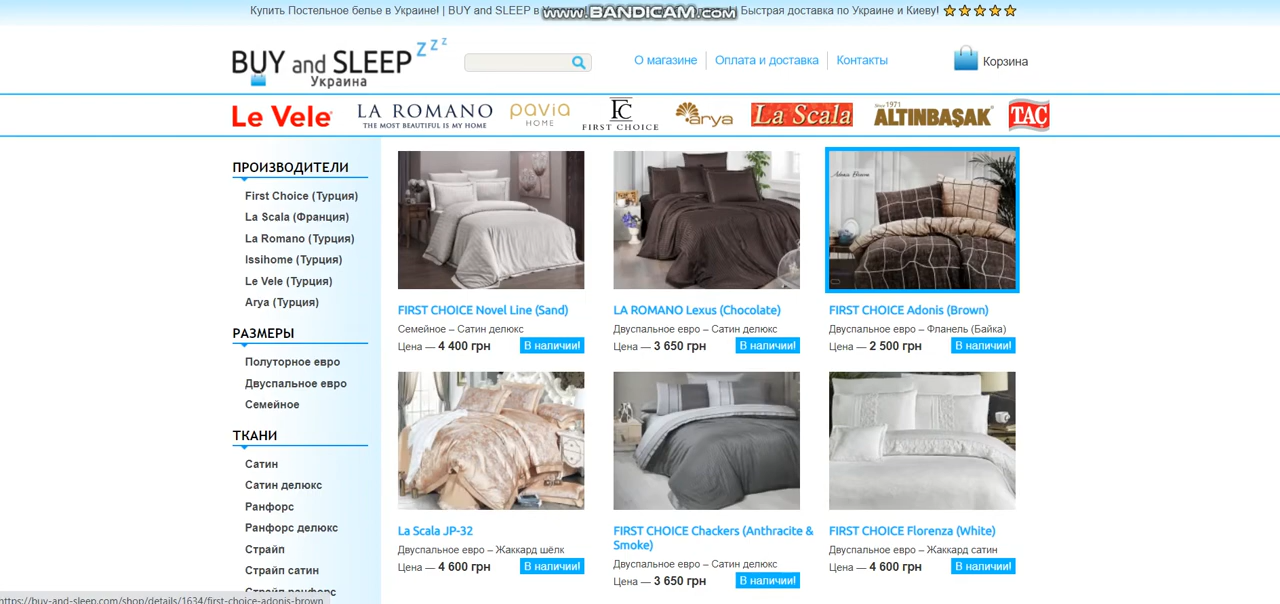 Купить Постельное белье в Украине! | BUY and SLEEP в Украине! | Быстрая доставка по Украине и Киеву!
www.BANDICAM.com
BUY and SLEEP z z z
Украина
О магазине
Оплата и доставка
Контакты
Корзина
Le Vele
LA ROMANO
THE MOST BEAUTIFUL IS MY HOME
pavia
HOME
FC
FIRST CHOICE
arya
La Scala
Since 1971
ALTINBAŞAK
TAÇ
ПРОИЗВОДИТЕЛИ
First Choice (Турция)
La Scala (Франция)
La Romano (Турция)
Issihome (Турция)
Le Vele (Турция)
Arya (Турция)
РАЗМЕРЫ
Полуторное евро
Двуспальное евро
Семейное
ТКАНИ
Сатин
Сатин делюкс
Ранфорс
Ранфорс делюкс
Страйп
Страйп сатин
Страйп ранфорс
FIRST CHOICE Novel Line (Sand)
Семейное – Сатин делюкс
Цена — 4 400 грн
В наличии!
LA ROMANO Lexus (Chocolate)
Двуспальное евро – Сатин делюкс
Цена — 3 650 грн
В наличии!
Adonis Brown
FIRST CHOICE Adonis (Brown)
Двуспальное евро – Фланель (Байка)
Цена — 2 500 грн
В наличии!
La Scala JP-32
Двуспальное евро – Жаккард шёлк
Цена — 4 600 грн
В наличии!
FIRST CHOICE Chackers (Anthracite &
Smoke)
Двуспальное евро – Сатин делюкс
Цена — 3 650 грн
В наличии!
FIRST CHOICE Florenza (White)
Двуспальное евро – Жаккард сатин
Цена — 4 600 грн
В наличии!
https://buy-and-sleep.com/shop/details/1634/first-choice-adonis-brown